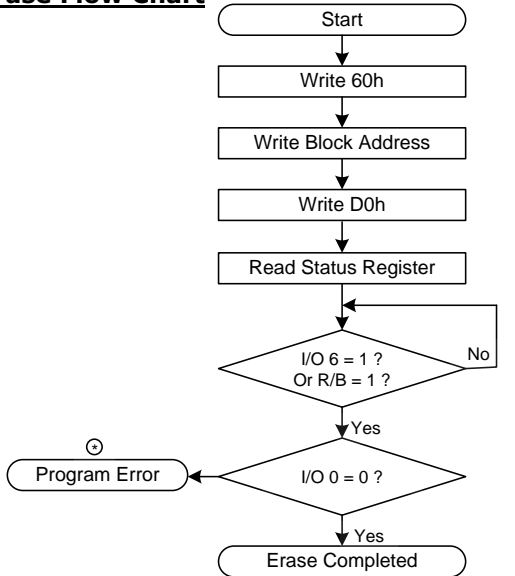 Flow Chart
Start
Write 60h
Write Block Address
Write D0h
Read Status Register
I/O 6 = 1 ?
Or R/B = 1 ?
No
Yes
*
Program Error
I/O 0 = 0 ?
Yes
Erase Completed